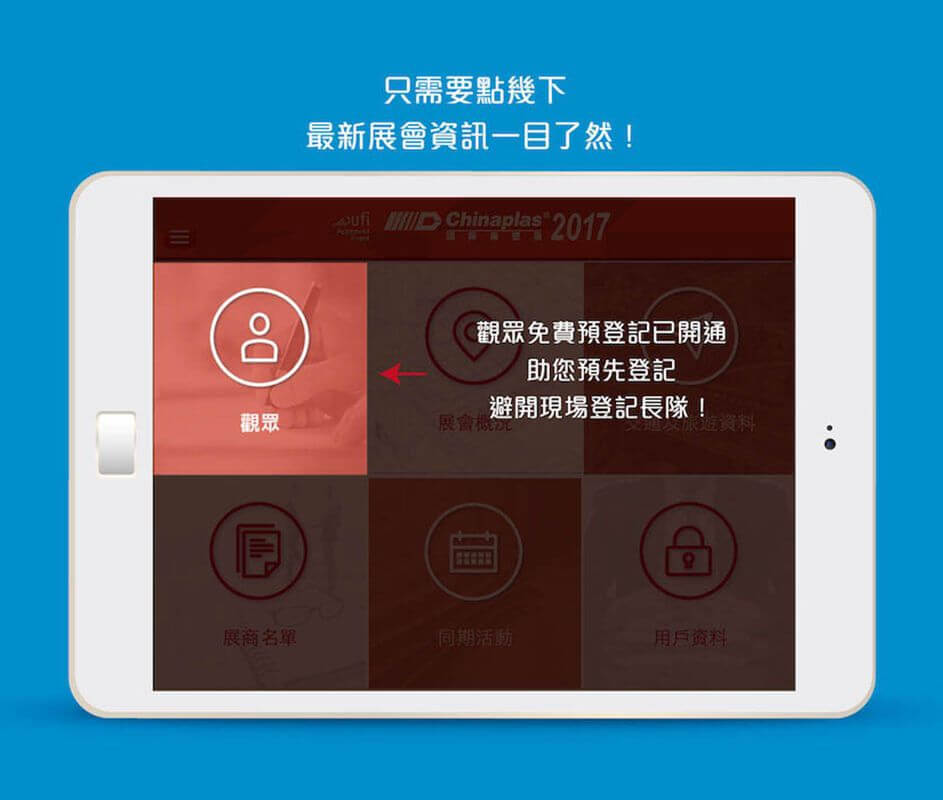 只需要點幾下
最新展會資訊一目了然！
ufi
Approved
Event
Chinaplas® 2017
觀眾免費預登記已開通
助您預先登記
避開現場登記長隊！
觀眾
展會概況
交通及旅遊資料
展商名單
同期活動
用戶資料